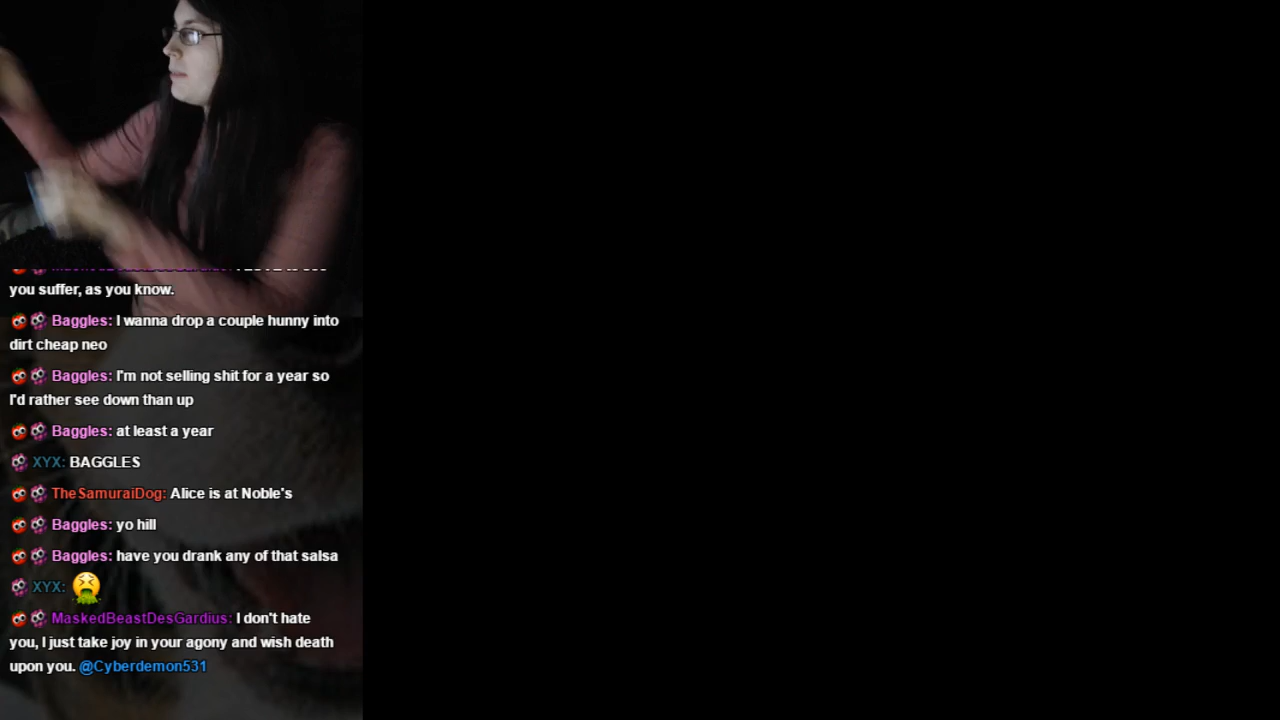 you suffer, as you know.
Baggles: I wanna drop a couple hunny into
dirt cheap neo
Baggles: I'm not selling shit for a year so
I'd rather see down than up
Baggles: at least a year
XYX: BAGGLES
TheSamuraiDog: Alice is at Noble's
Baggles: yo hill
Baggles: have you drank any of that salsa
XYX:
MaskedBeastDesGardius: I don't hate
you, I just take joy in your agony and wish death
upon you. @Cyberdemon531